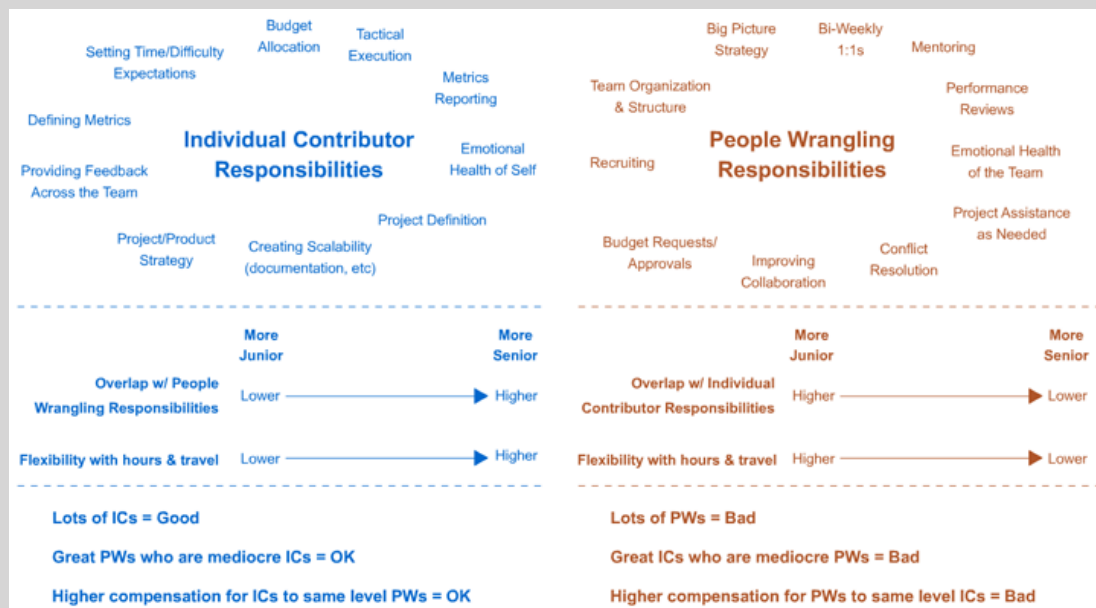 Budget
Allocation
Tactical
Execution
Setting Time/Difficulty
Expectations
Metrics
Reporting
Defining Metrics
Individual Contributor
Responsibilities
Emotional
Health of Self
Providing Feedback
Across the Team
Project Definition
Project/Product
Strategy
Creating Scalability
(documentation, etc)
More
Junior
More
Senior
Overlap w/ People
Wrangling Responsibilities
Lower
Higher
Flexibility with hours & travel
Lower
Higher
Lots of ICs = Good
Great PWs who are mediocre ICs = OK
Higher compensation for ICs to same level PWs = OK
Big Picture
Strategy
Bi-Weekly
1:1s
Mentoring
Team Organization
& Structure
Performance
Reviews
People Wrangling
Responsibilities
Recruiting
Emotional Health
of the Team
Project Assistance
as Needed
Budget Requests/
Approvals
Improving
Collaboration
Conflict
Resolution
More
Junior
More
Senior
Overlap w/ Individual
Contributor Responsibilities
Higher
Lower
Flexibility with hours & travel
Higher
Lower
Lots of PWs = Bad
Great ICs who are mediocre PWs = Bad
Higher compensation for PWs to same level ICs = Bad